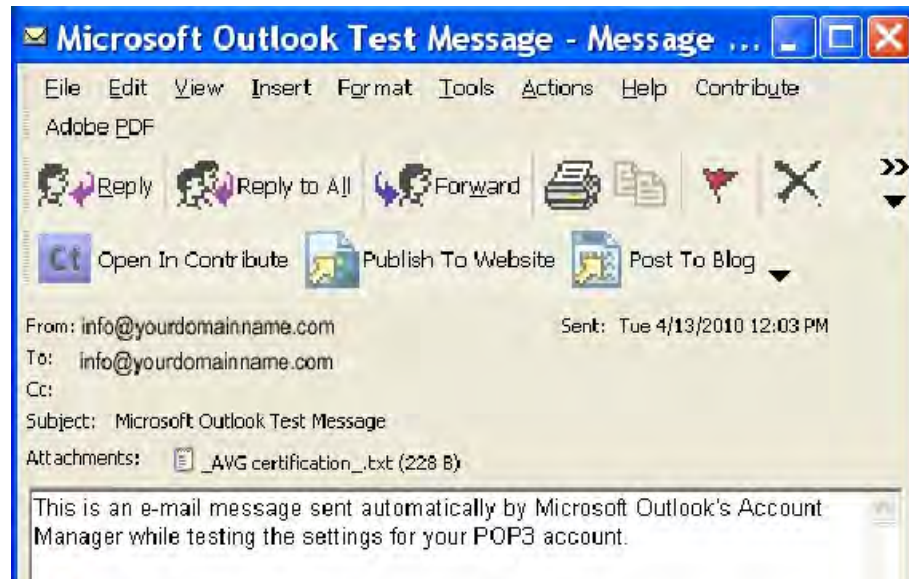 Microsoft Outlook Test Message - Message ...
File Edit View Insert Format Tools Actions Help Contribute
Adobe PDF
Reply Reply to All Forward
Ct Open In Contribute Publish To Website Post To Blog
From: info@yourdomainname.com Sent: Tue 4/13/2010 12:03 PM
To: info@yourdomainname.com
Cc:
Subject: Microsoft Outlook Test Message
Attachments: _AVG certification_.txt (228 B)
This is an e-mail message sent automatically by Microsoft Outlook's Account
Manager while testing the settings for your POP3 account.